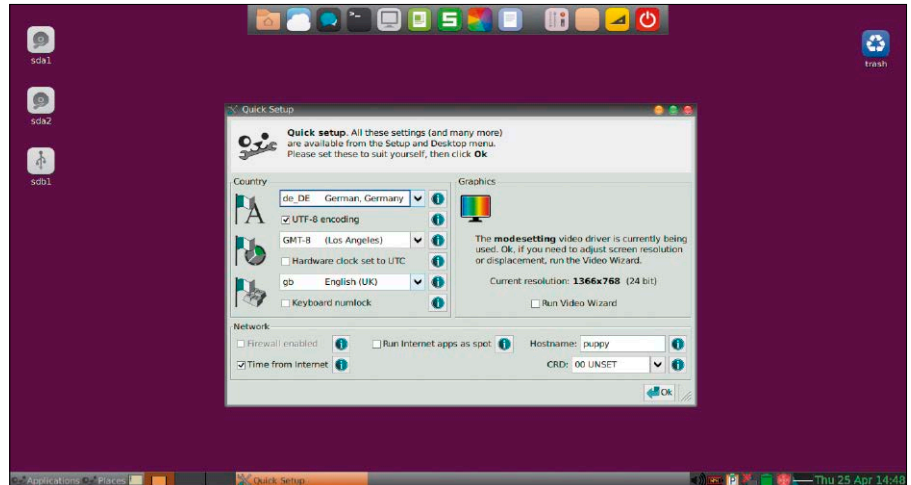 sda1
trash
sda2
sdb1
Quick Setup
Quick setup. All these settings (and many more)
are available from the Setup and Desktop menu.
Please set these to suit yourself, then click Ok
Country
de_DE German, Germany
UTF-8 encoding
GMT-8 (Los Angeles)
Hardware clock set to UTC
gb English (UK)
Keyboard numlock
Graphics
The modesetting video driver is currently being
used. Ok, if you need to adjust screen resolution
or displacement, run the Video Wizard.
Current resolution: 1366x768 (24 bit)
Run Video Wizard
Network
Firewall enabled
Run Internet apps as spot
Hostname: puppy
Time from Internet
CRD: 00 UNSET
Ok
Applications
Places
Quick Setup
Thu 25 Apr 14:48